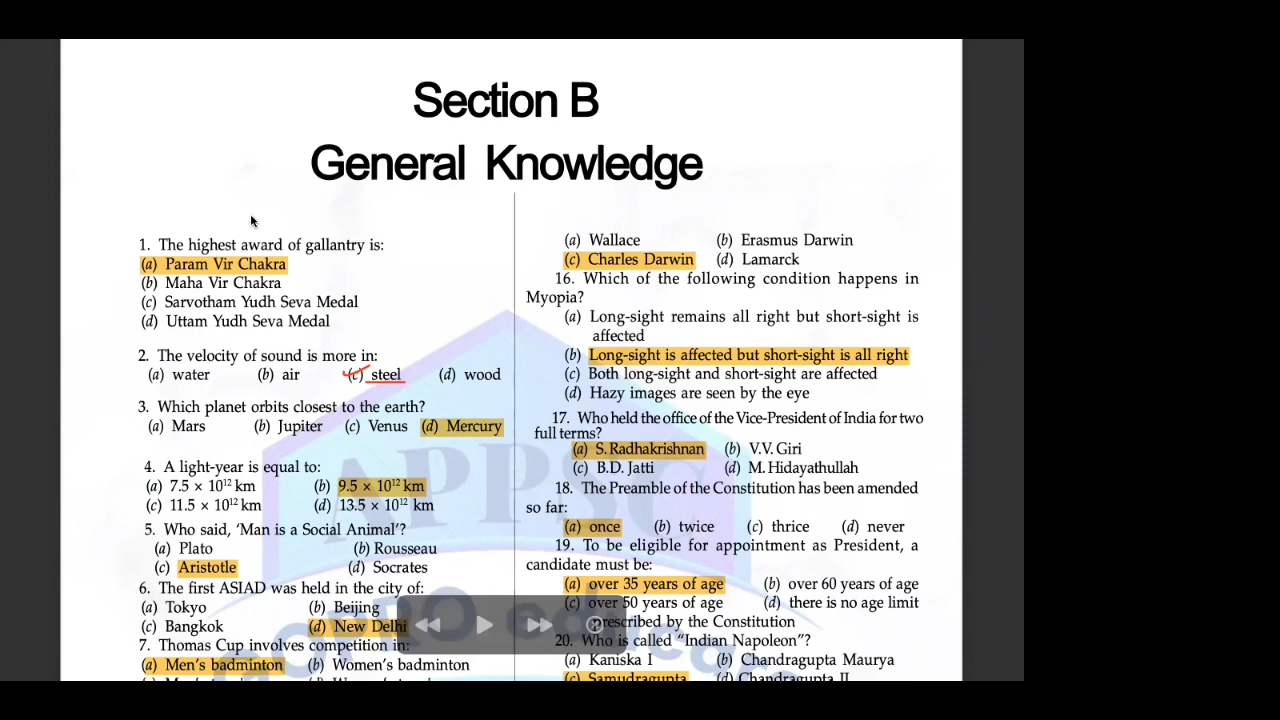 Section B
General Knowledge
1. The highest award of gallantry is:
(a) Param Vir Chakra
(b) Maha Vir Chakra
(c) Sarvotham Yudh Seva Medal
(d) Uttam Yudh Seva Medal
2. The velocity of sound is more in:
(a) water (b) air (c) steel (d) wood
3. Which planet orbits closest to the earth?
(a) Mars (b) Jupiter (c) Venus (d) Mercury
4. A light-year is equal to:
(a) 7.5 × 10¹² km (b) 9.5 × 10¹² km
(c) 11.5 × 10¹² km (d) 13.5 × 10¹² km
5. Who said, ‘Man is a Social Animal’?
(a) Plato (b) Rousseau
(c) Aristotle (d) Socrates
6. The first ASIAD was held in the city of:
(a) Tokyo (b) Beijing
(c) Bangkok (d) New Delhi
7. Thomas Cup involves competition in:
(a) Men’s badminton (b) Women’s badminton
(a) Wallace (b) Erasmus Darwin
(c) Charles Darwin (d) Lamarck
16. Which of the following condition happens in
Myopia?
(a) Long-sight remains all right but short-sight is
affected
(b) Long-sight is affected but short-sight is all right
(c) Both long-sight and short-sight are affected
(d) Hazy images are seen by the eye
17. Who held the office of the Vice-President of India for two
full terms?
(a) S. Radhakrishnan (b) V.V. Giri
(c) B.D. Jatti (d) M. Hidayathullah
18. The Preamble of the Constitution has been amended
so far:
(a) once (b) twice (c) thrice (d) never
19. To be eligible for appointment as President, a
candidate must be:
(a) over 35 years of age (b) over 60 years of age
(c) over 50 years of age (d) there is no age limit
prescribed by the Constitution
20. Who is called “Indian Napoleon”?
(a) Kaniska I (b) Chandragupta Maurya
(c) Samudragupta (d) Chandragupta II
APPSC